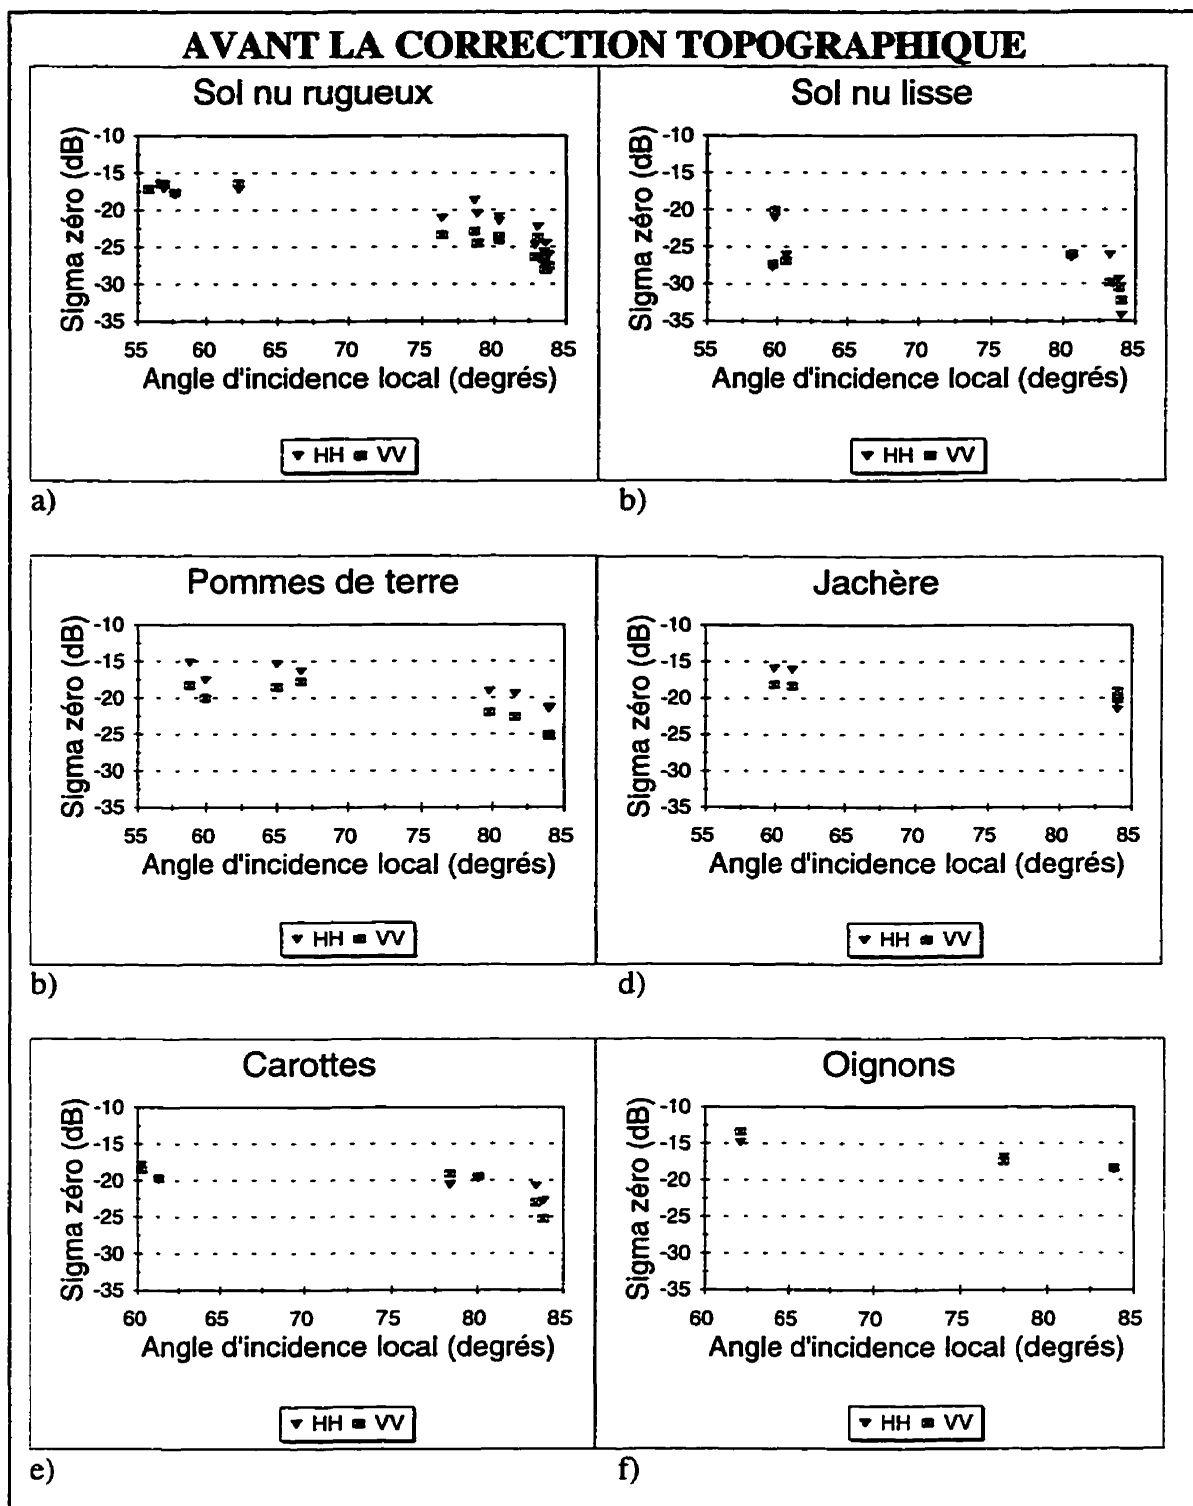 AVANT LA CORRECTION TOPOGRAPHIQUE
Sol nu rugueux
Sigma zéro (dB)
-10
-15
-20
-25
-30
-35
55 60 65 70 75 80 85
Angle d'incidence local (degrés)
HH VV
a)
Sol nu lisse
Sigma zéro (dB)
-10
-15
-20
-25
-30
-35
55 60 65 70 75 80 85
Angle d'incidence local (degrés)
HH VV
b)
Pommes de terre
Sigma zéro (dB)
-10
-15
-20
-25
-30
-35
55 60 65 70 75 80 85
Angle d'incidence local (degrés)
HH VV
b)
Jachère
Sigma zéro (dB)
-10
-15
-20
-25
-30
-35
55 60 65 70 75 80 85
Angle d'incidence local (degrés)
HH VV
d)
Carottes
Sigma zéro (dB)
-10
-15
-20
-25
-30
-35
60 65 70 75 80 85
Angle d'incidence local (degrés)
HH VV
e)
Oignons
Sigma zéro (dB)
-10
-15
-20
-25
-30
-35
60 65 70 75 80 85
Angle d'incidence local (degrés)
HH VV
f)